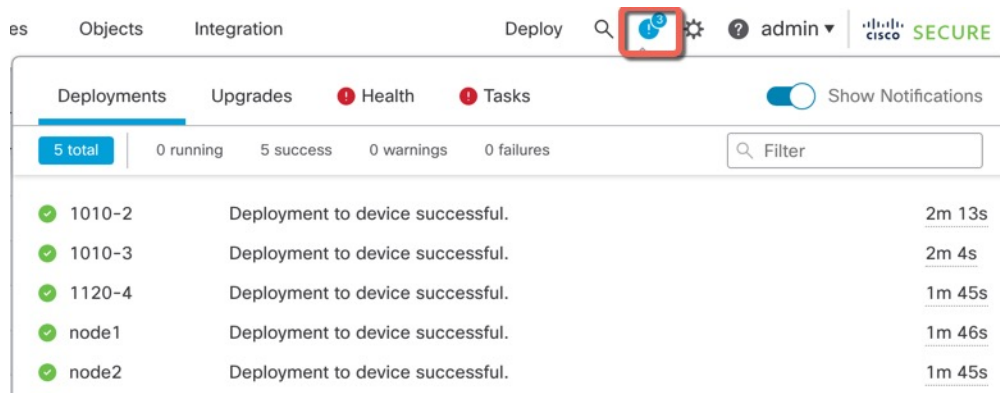 es Objects Integration Deploy 3 admin cisco SECURE
Deployments Upgrades Health Tasks Show Notifications
5 total 0 running 5 success 0 warnings 0 failures Filter
1010-2 Deployment to device successful. 2m 13s
1010-3 Deployment to device successful. 2m 4s
1120-4 Deployment to device successful. 1m 45s
node1 Deployment to device successful. 1m 46s
node2 Deployment to device successful. 1m 45s